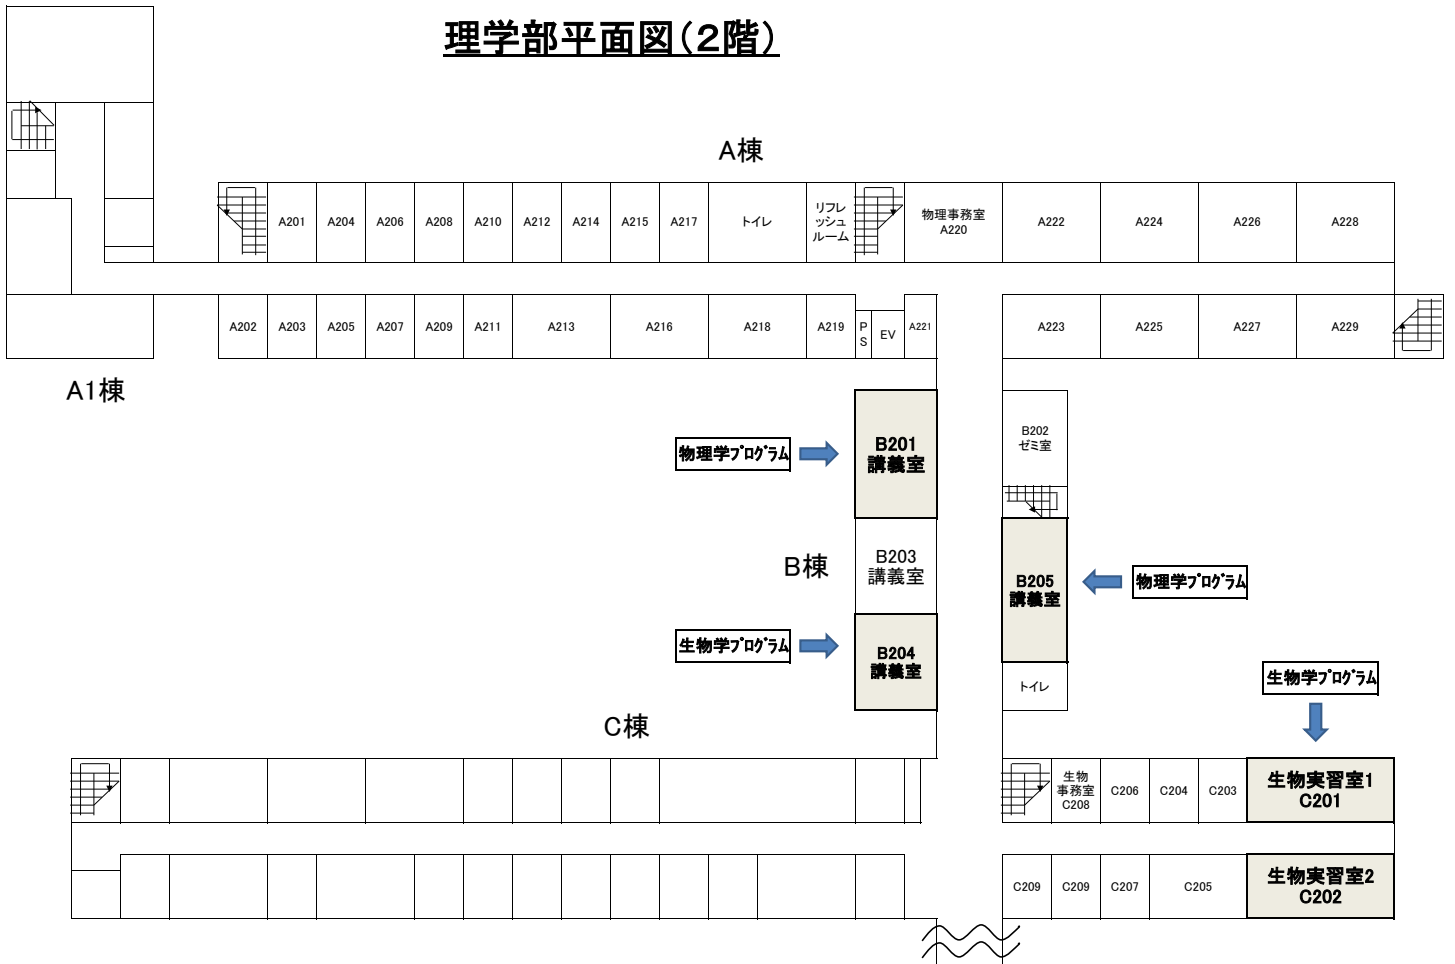 理学部平面図（２階）
A棟
A201
A204
A206
A208
A210
A212
A214
A215
A217
トイレ
リフレ
ッシュ
ルーム
物理事務室
A220
A222
A224
A226
A228
A202
A203
A205
A207
A209
A211
A213
A216
A218
A219
P
S
EV
A221
A223
A225
A227
A229
A1棟
物理学プログラム
B201
講義室
B202
ゼミ室
B棟
B203
講義室
B205
講義室
物理学プログラム
生物学プログラム
B204
講義室
トイレ
生物学プログラム
C棟
生物
事務室
C208
C206
C204
C203
生物実習室1
C201
C209
C209
C207
C205
生物実習室2
C202